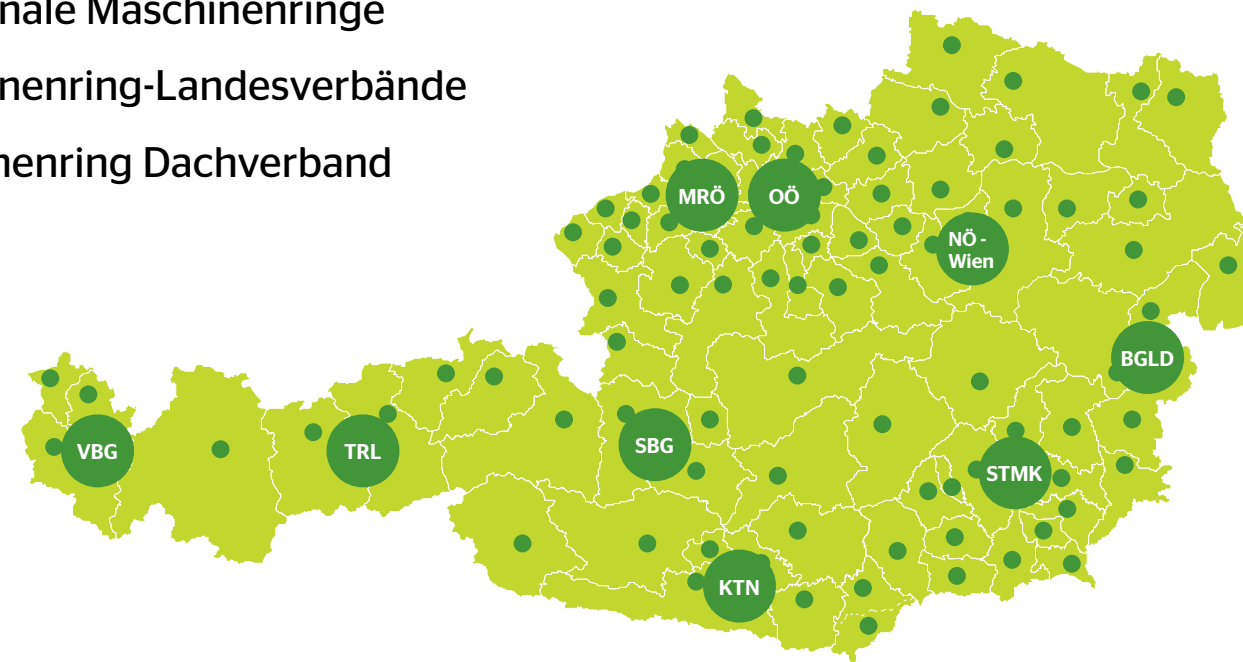 nale Maschinenringe
nenring-Landesverbände
nenring Dachverband
MRÖ
OÖ
NÖ -
Wien
BGLD
VBG
TRL
SBG
STMK
KTN